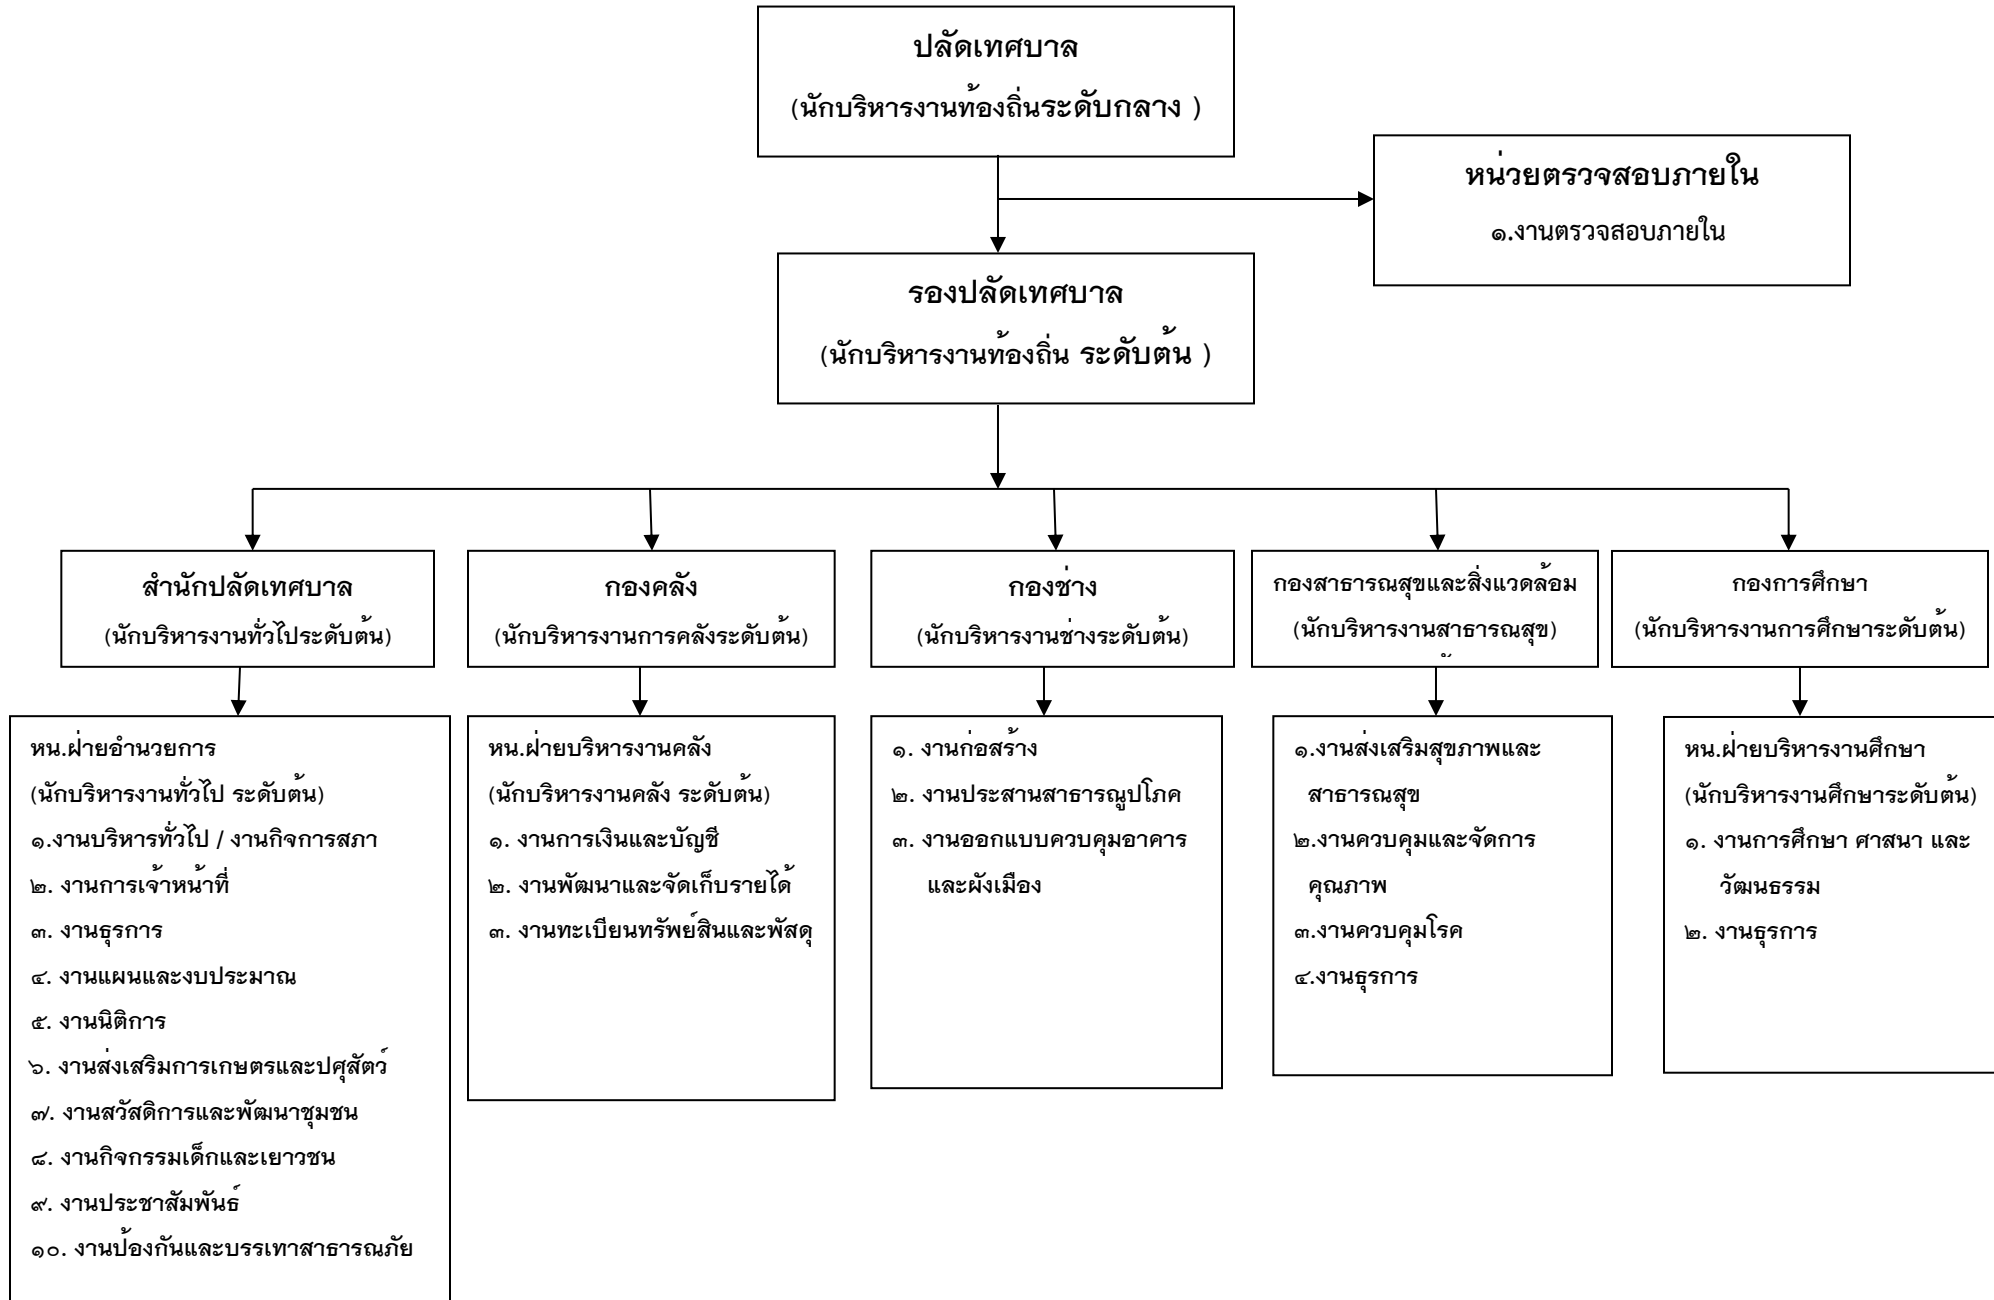 ปลัดเทศบาล
(นักบริหารงานท้องถิ่นระดับกลาง )
หน่วยตรวจสอบภายใน
๑.งานตรวจสอบภายใน
รองปลัดเทศบาล
(นักบริหารงานท้องถิ่น ระดับต้น )
สำนักปลัดเทศบาล
(นักบริหารงานทั่วไประดับต้น)
กองคลัง
(นักบริหารงานการคลังระดับต้น)
กองช่าง
(นักบริหารงานช่างระดับต้น)
กองสาธารณสุขและสิ่งแวดล้อม
(นักบริหารงานสาธารณสุข)
กองการศึกษา
(นักบริหารงานการศึกษาระดับต้น)
หน.ฝ่ายอำนวยการ
(นักบริหารงานทั่วไป ระดับต้น)
๑.งานบริหารทั่วไป / งานกิจการสภา
๒. งานการเจ้าหน้าที่
๓. งานธุรการ
๔. งานแผนและงบประมาณ
๕. งานนิติการ
๖. งานส่งเสริมการเกษตรและปศุสัตว์
๗. งานสวัสดิการและพัฒนาชุมชน
๘. งานกิจกรรมเด็กและเยาวชน
๙. งานประชาสัมพันธ์
๑๐. งานป้องกันและบรรเทาสาธารณภัย
หน.ฝ่ายบริหารงานคลัง
(นักบริหารงานคลัง ระดับต้น)
๑. งานการเงินและบัญชี
๒. งานพัฒนาและจัดเก็บรายได้
๓. งานทะเบียนทรัพย์สินและพัสดุ
๑. งานก่อสร้าง
๒. งานประสานสาธารณูปโภค
๓. งานออกแบบควบคุมอาคาร
และผังเมือง
๑.งานส่งเสริมสุขภาพและ
สาธารณสุข
๒.งานควบคุมและจัดการ
คุณภาพ
๓.งานควบคุมโรค
๔.งานธุรการ
หน.ฝ่ายบริหารงานศึกษา
(นักบริหารงานศึกษาระดับต้น)
๑. งานการศึกษา ศาสนา และ
วัฒนธรรม
๒. งานธุรการ